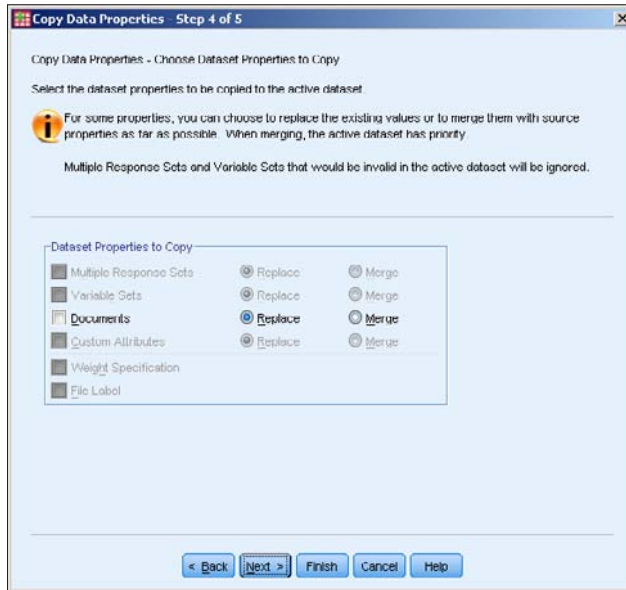 Copy Data Properties - Step 4 of 5
Copy Data Properties - Choose Dataset Properties to Copy
Select the dataset properties to be copied to the active dataset.
For some properties, you can choose to replace the existing values or to merge them with source
properties as far as possible. When merging, the active dataset has priority.
Multiple Response Sets and Variable Sets that would be invalid in the active dataset will be ignored.
Dataset Properties to Copy
Multiple Response Sets Replace Merge
Variable Sets Replace Merge
Documents Replace Merge
Custom Attributes Replace Merge
Weight Specification
File Label
< Back Next > Finish Cancel Help